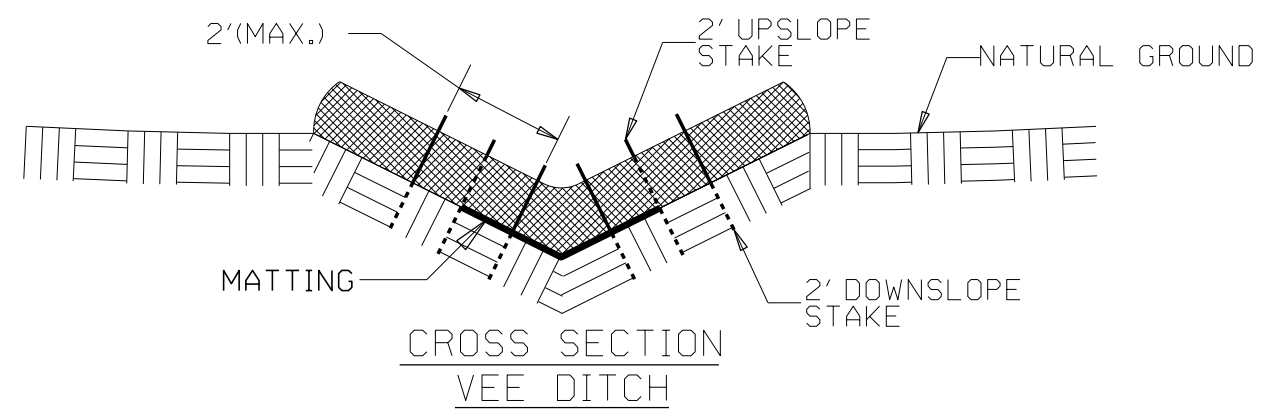 2'(MAX.)
2' UPSLOPE
STAKE
NATURAL GROUND
MATTING
2' DOWNSLOPE
STAKE
CROSS SECTION
VEE DITCH